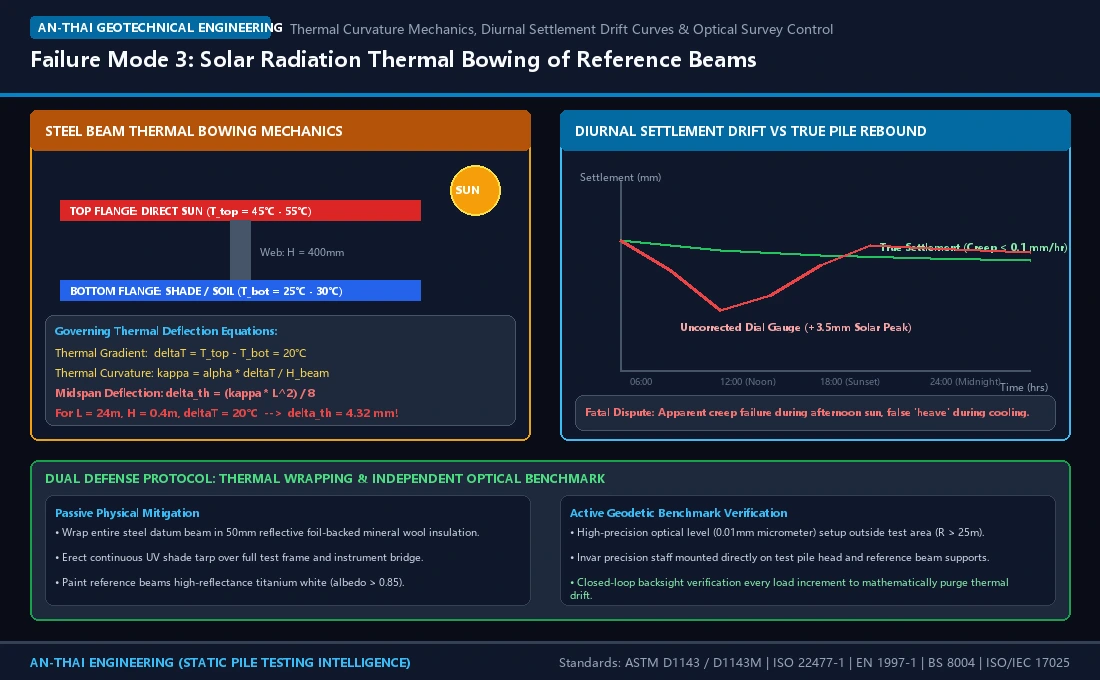 AN-THAI GEOTECHNICAL ENGINEERING
Thermal Curvature Mechanics, Diurnal Settlement Drift Curves & Optical Survey Control
Failure Mode 3: Solar Radiation Thermal Bowing of Reference Beams
STEEL BEAM THERMAL BOWING MECHANICS
SUN
TOP FLANGE: DIRECT SUN (T_top = 45°C - 55°C)
Web: H = 400mm
BOTTOM FLANGE: SHADE / SOIL (T_bot = 25°C - 30°C)
Governing Thermal Deflection Equations:
Thermal Gradient:  deltaT = T_top - T_bot = 20°C
Thermal Curvature: kappa = alpha * deltaT / H_beam
Midspan Deflection: delta_th = (kappa * L^2) / 8
For L = 24m, H = 0.4m, deltaT = 20°C  --> delta_th = 4.32 mm!
DIURNAL SETTLEMENT DRIFT VS TRUE PILE REBOUND
Settlement (mm)
True Settlement (Creep ≤ 0.1 mm/hr)
Uncorrected Dial Gauge (+3.5mm Solar Peak)
06:00
12:00 (Noon)
18:00 (Sunset)
24:00 (Midnight)
Time (hrs)
Fatal Dispute: Apparent creep failure during afternoon sun, false 'heave' during cooling.
DUAL DEFENSE PROTOCOL: THERMAL WRAPPING & INDEPENDENT OPTICAL BENCHMARK
Passive Physical Mitigation
• Wrap entire steel datum beam in 50mm reflective foil-backed mineral wool insulation.
• Erect continuous UV shade tarp over full test frame and instrument bridge.
• Paint reference beams high-reflectance titanium white (albedo > 0.85).
Active Geodetic Benchmark Verification
• High-precision optical level (0.01mm micrometer) setup outside test area (R > 25m).
• Invar precision staff mounted directly on test pile head and reference beam supports.
• Closed-loop backsight verification every load increment to mathematically purge thermal
drift.
AN-THAI ENGINEERING (STATIC PILE TESTING INTELLIGENCE)
Standards: ASTM D1143 / D1143M | ISO 22477-1 | EN 1997-1 | BS 8004 | ISO/IEC 17025